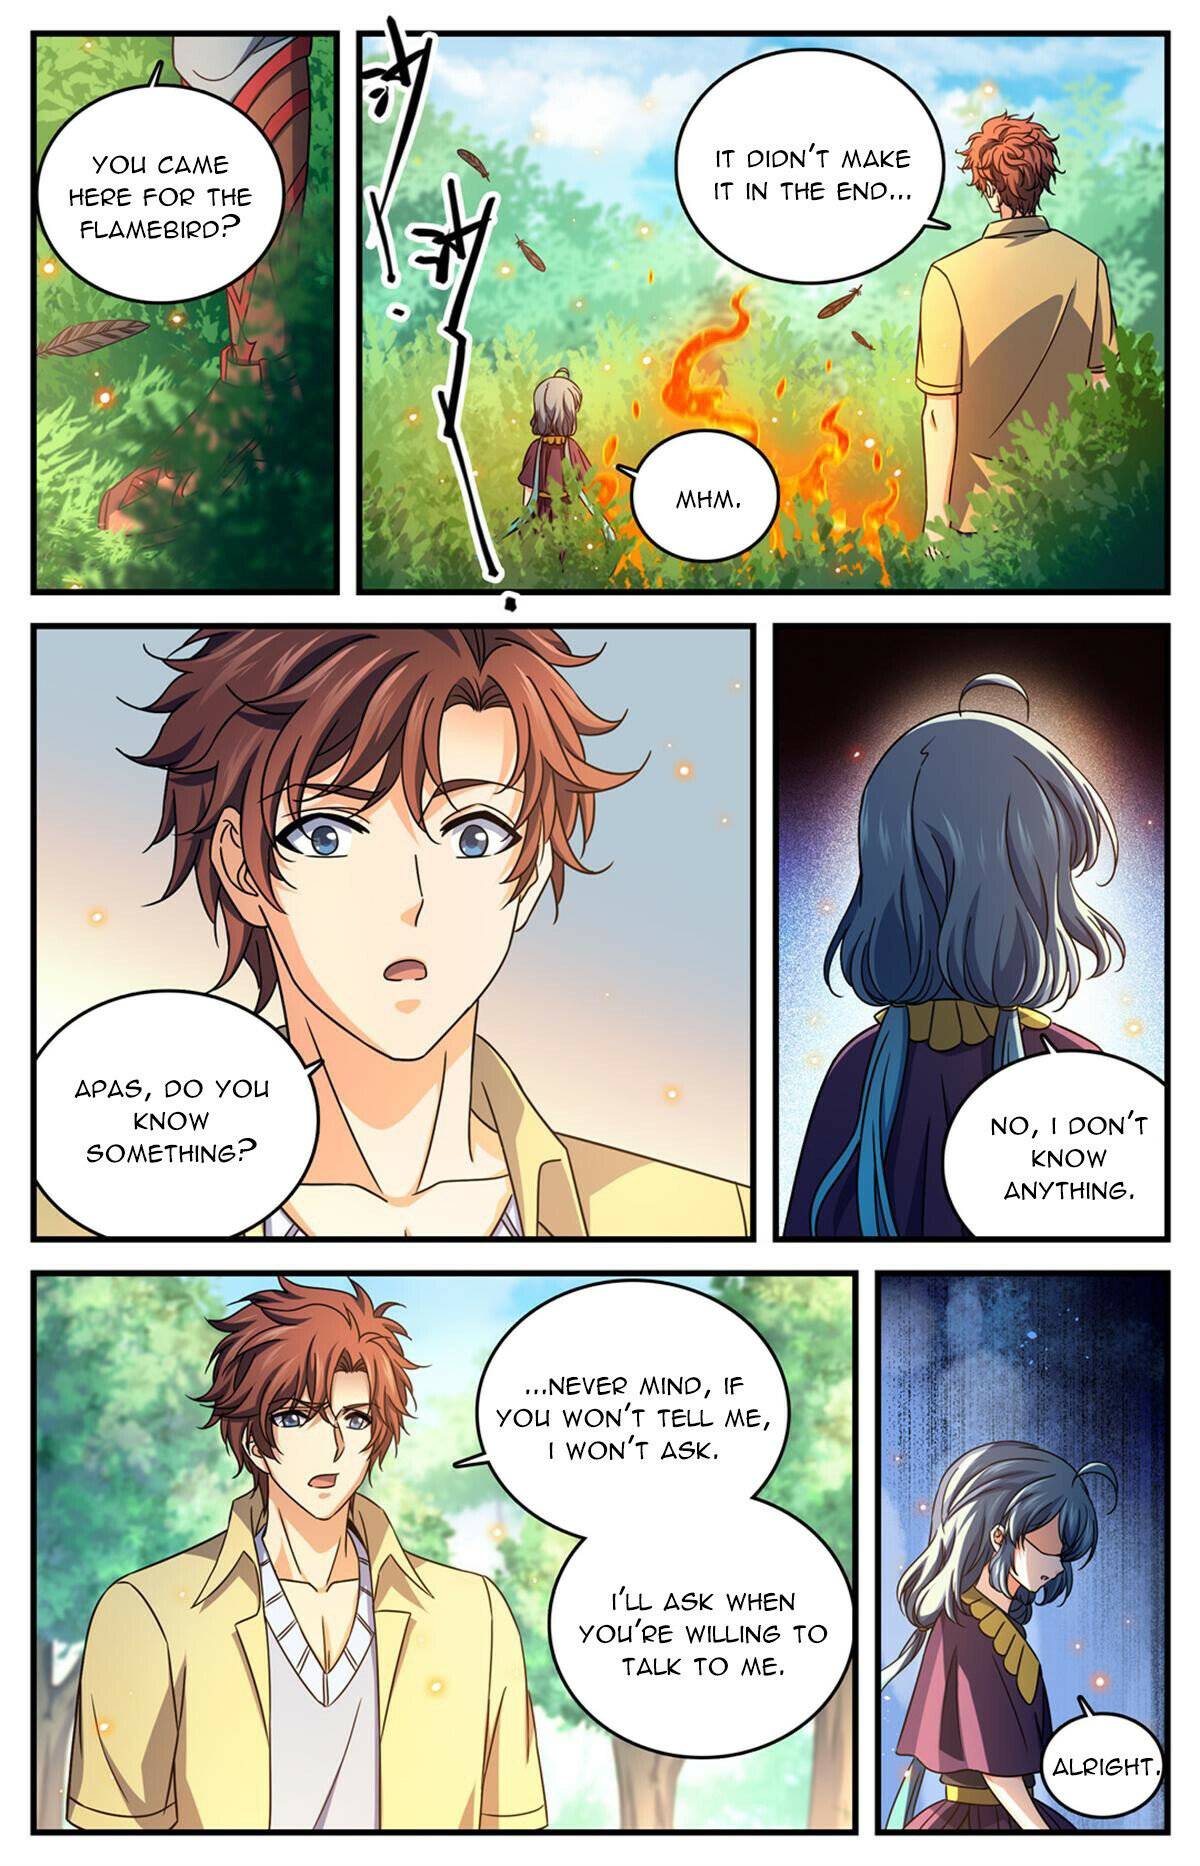 YOU CAME
HERE FOR THE
FLAMEBIRD?
IT DIDN'T MAKE
IT IN THE END...
MHM.
APAS, DO YOU
KNOW
SOMETHING?
NO, I DON'T
KNOW
ANYTHING.
...NEVER MIND, IF
YOU WON'T TELL ME,
I WON'T ASK.
I'LL ASK WHEN
YOU'RE WILLING TO
TALK TO ME.
ALRIGHT.